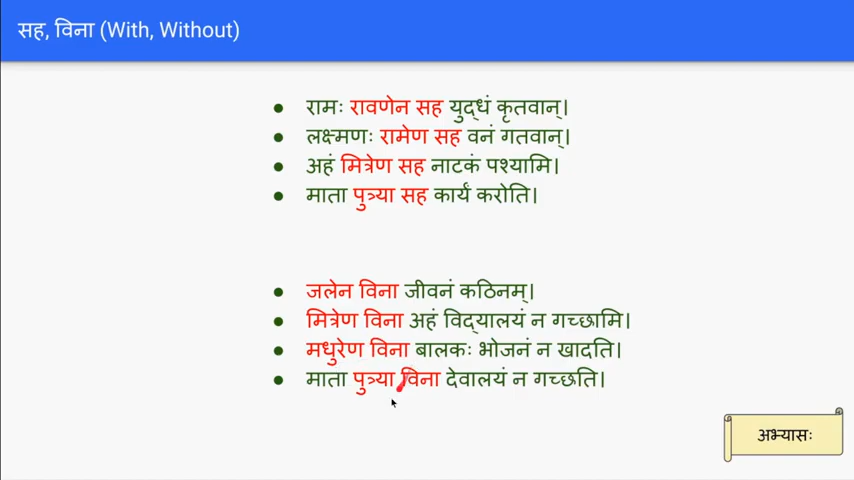 सह, विना (With, Without)
● रामः रावणेन सह युद्धं कृतवान्।
● लक्ष्मणः रामेण सह वनं गतवान्।
● अहं मित्रेण सह नाटकं पश्यामि।
● माता पुत्र्या सह कार्यं करोति।
● जलेन विना जीवनं कठिनम्।
● मित्रेण विना अहं विद्यालयं न गच्छामि।
● मधुरेण विना बालकः भोजनं न खादति।
● माता पुत्र्या विना देवालयं न गच्छति।
अभ्यासः